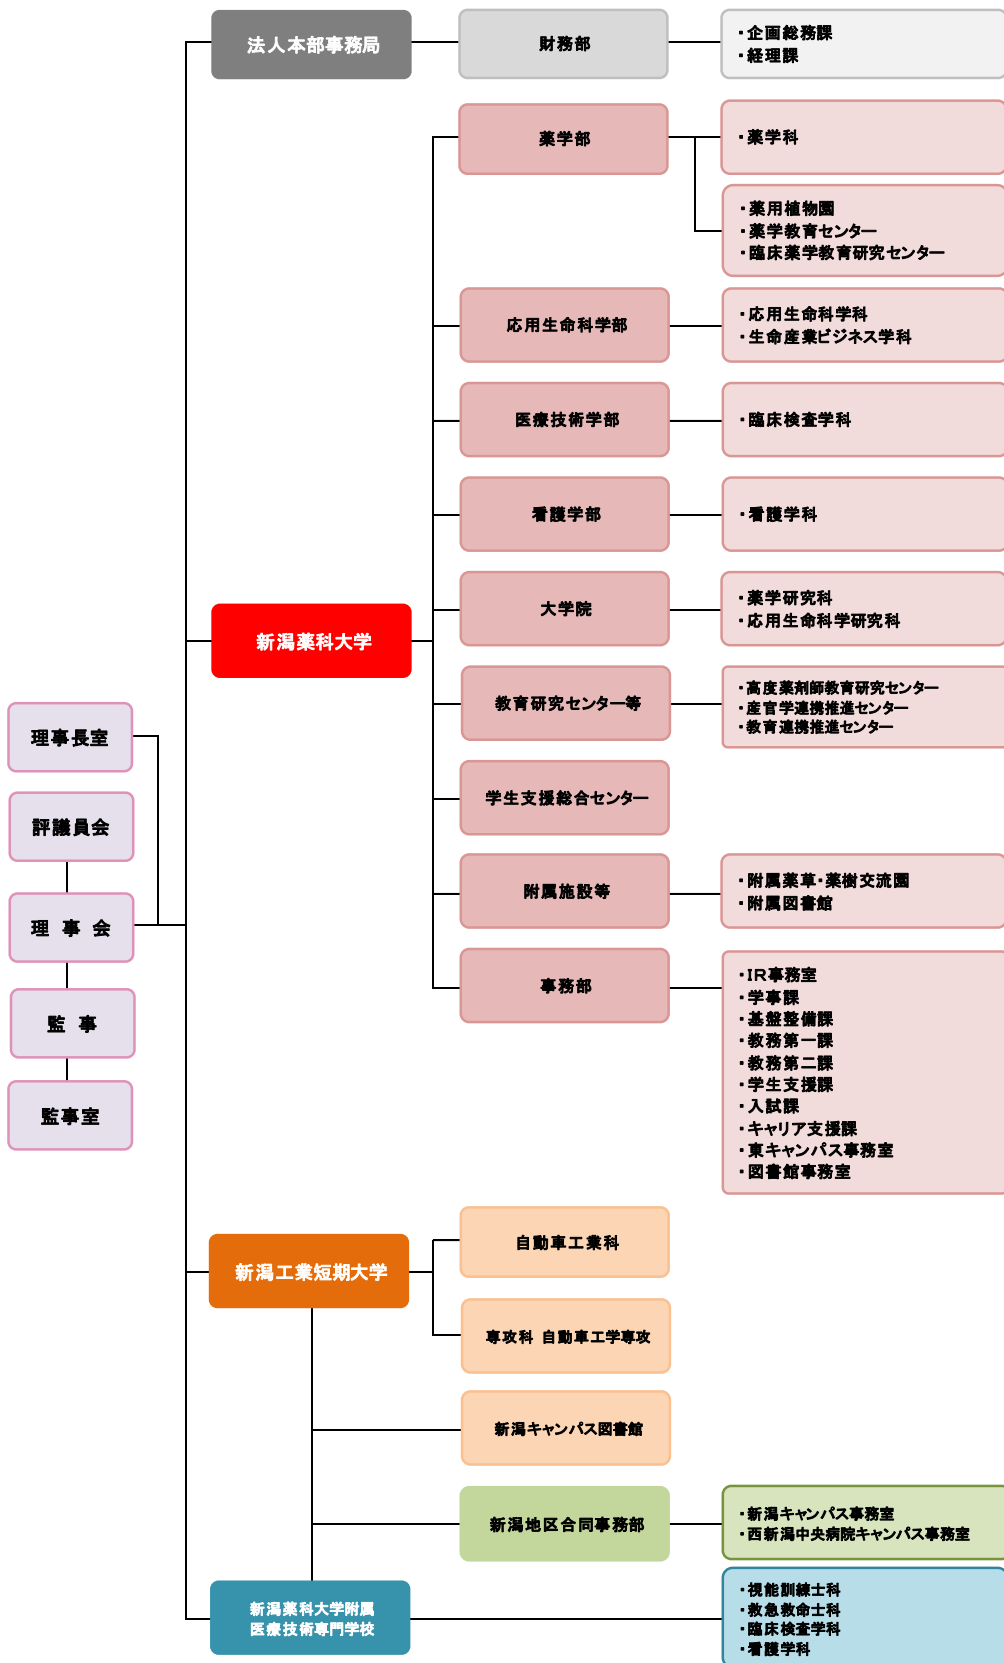 法人本部事務局
財務部
・企画総務課
・経理課
薬学部
・薬学科
・薬用植物園
・薬学教育センター
・臨床薬学教育研究センター
応用生命科学部
・応用生命科学科
・生命産業ビジネス学科
医療技術学部
・臨床検査学科
看護学部
・看護学科
大学院
・薬学研究科
・応用生命科学研究科
新潟薬科大学
教育研究センター等
・高度薬剤師教育研究センター
・産官学連携推進センター
・教育連携推進センター
理事長室
学生支援総合センター
評議員会
附属施設等
・附属薬草・薬樹交流園
・附属図書館
理 事 会
事務部
・IR事務室
・学事課
・基盤整備課
・教務第一課
・教務第二課
・学生支援課
・入試課
・キャリア支援課
・東キャンパス事務室
・図書館事務室
監 事
監事室
新潟工業短期大学
自動車工業科
専攻科 自動車工学専攻
新潟キャンパス図書館
新潟地区合同事務部
・新潟キャンパス事務室
・西新潟中央病院キャンパス事務室
新潟薬科大学附属
医療技術専門学校
・視能訓練士科
・救急救命士科
・臨床検査学科
・看護学科